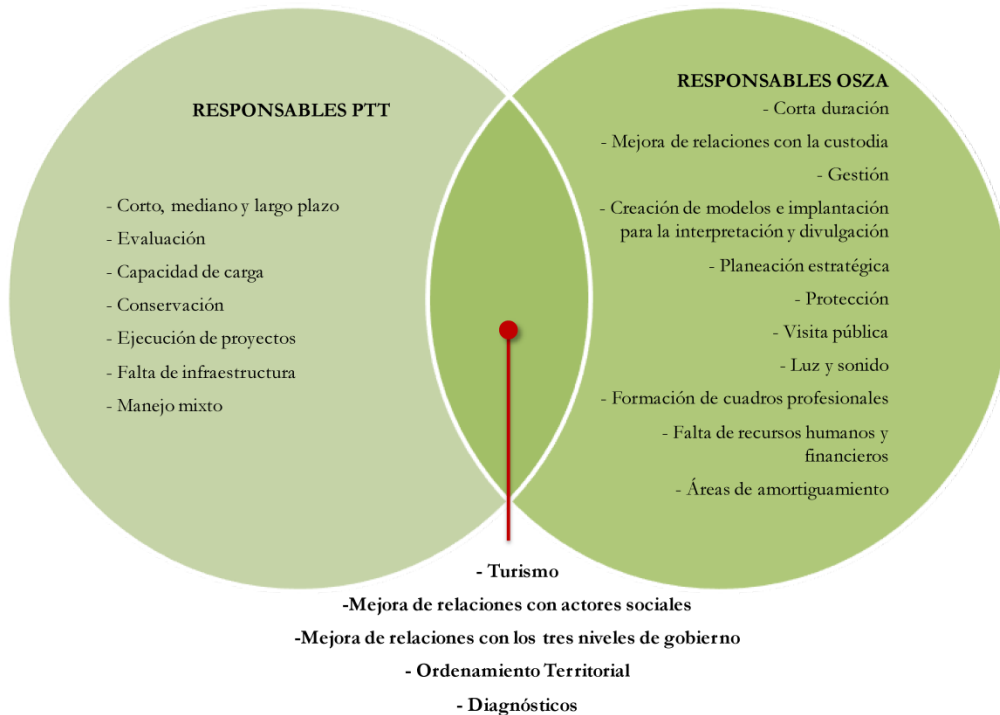 RESPONSABLES PTT
- Corto, mediano y largo plazo
- Evaluación
- Capacidad de carga
- Conservación
- Ejecución de proyectos
- Falta de infraestructura
- Manejo mixto
RESPONSABLES OSZA
- Corta duración
- Mejora de relaciones con la custodia
- Gestión
- Creación de modelos e implantación
para la interpretación y divulgación
- Planeación estratégica
- Protección
- Visita pública
- Luz y sonido
- Formación de cuadros profesionales
- Falta de recursos humanos y
financieros
- Áreas de amortiguamiento
- Turismo
-Mejora de relaciones con actores sociales
-Mejora de relaciones con los tres niveles de gobierno
- Ordenamiento Territorial
- Diagnósticos